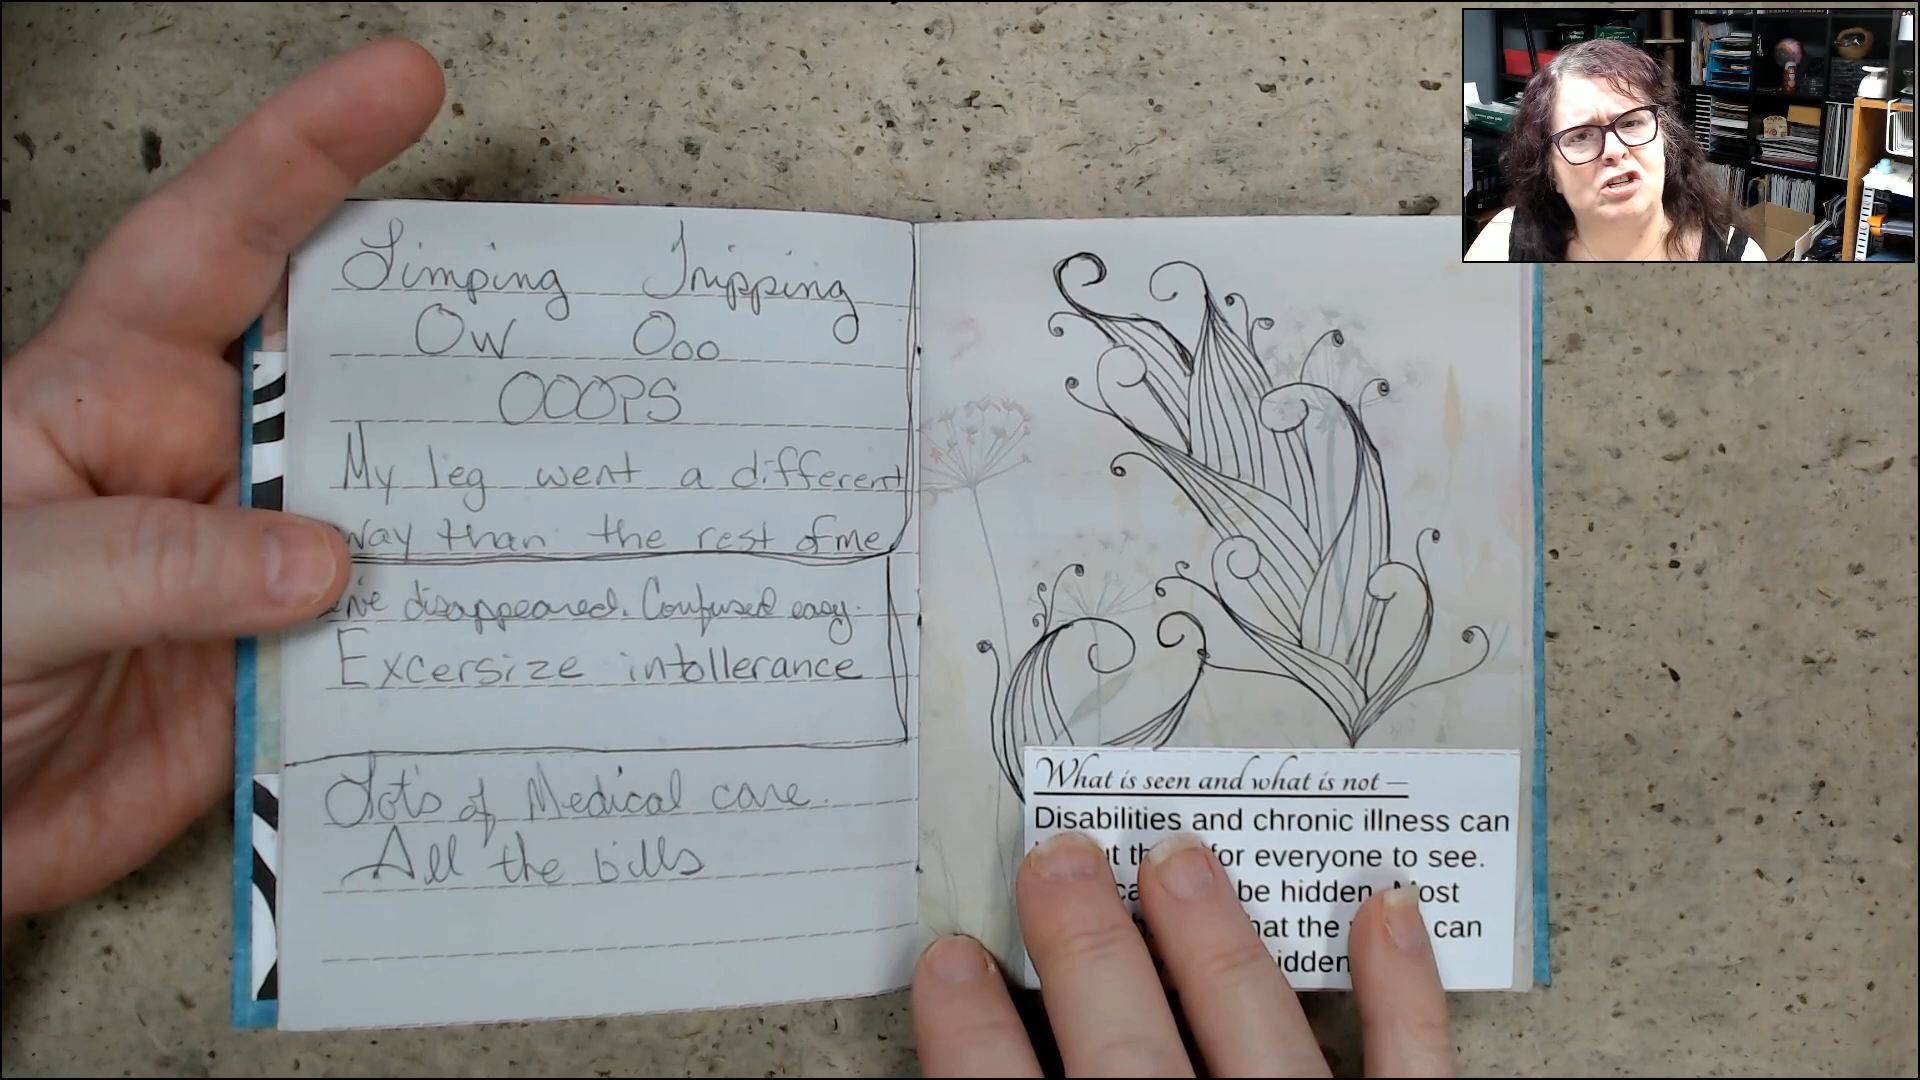 Limping Tripping
Ow Ooo
OOOPS
My leg went a different
way than the rest of me
disappeared. Confused easy.
Excersize intollerance
Lots of Medical care.
All the bills
What is seen and what is not —
Disabilities and chronic illness can
for everyone to see.
be hidden. Most
the can